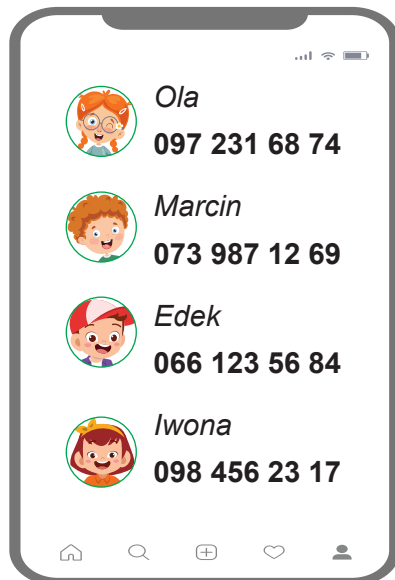 Ola
097 231 68 74
Marcin
073 987 12 69
Edek
066 123 56 84
Iwona
098 456 23 17